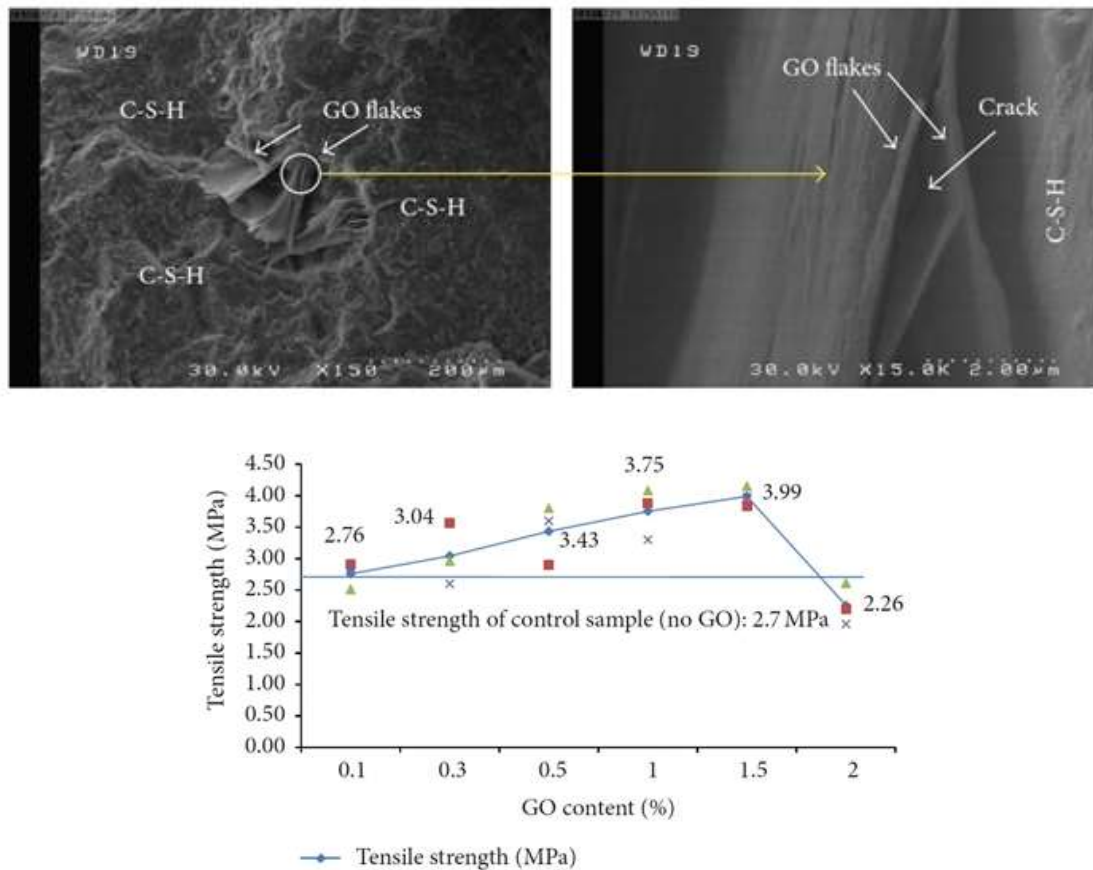 WD19
C-S-H
GO flakes
C-S-H
C-S-H
30.0kV X150 200μm
WD19
GO flakes
Crack
C-S-H
30.0kV X15.0K 2.00μm
Tensile strength (MPa)
4.50
4.00
3.50
3.00
2.50
2.00
1.50
1.00
0.50
0.00
2.76
3.04
3.43
3.75
3.99
2.26
Tensile strength of control sample (no GO): 2.7 MPa
0.1 0.3 0.5 1 1.5 2
GO content (%)
Tensile strength (MPa)